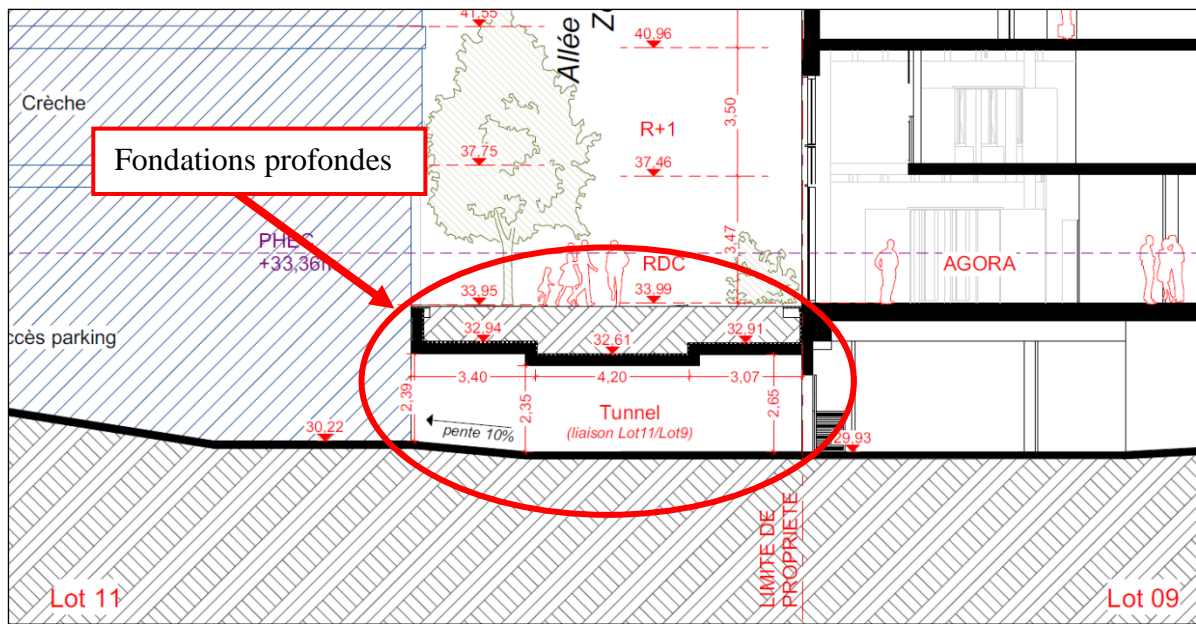 41,55
Allée
40,96
Crèche
3,50
R+1
Fondations profondes
37,75
37,46
3,47
PHEC
+33,36
RDC
AGORA
33,95
33,99
32,94
32,61
32,91
ccès parking
3,40
4,20
3,07
2,39
2,35
2,65
Tunnel
(liaison Lot11/Lot9)
pente 10%
30,22
29,93
LIMITE DE
PROPRIETE
Lot 11
Lot 09